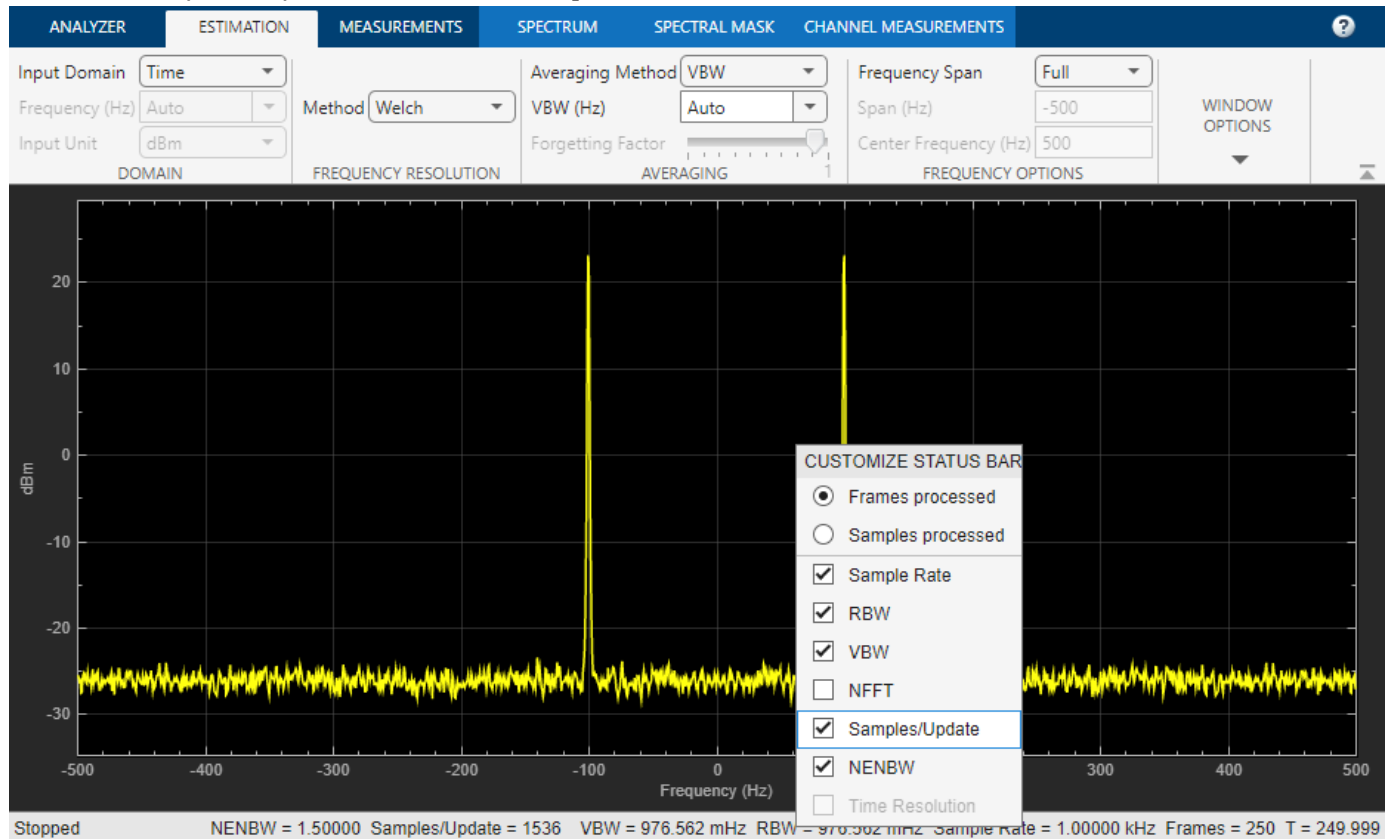 ANALYZER ESTIMATION MEASUREMENTS SPECTRUM SPECTRAL MASK CHANNEL MEASUREMENTS ?
Input Domain Time Averaging Method VBW Frequency Span Full
Frequency (Hz) Auto Method Welch VBW (Hz) Auto Span (Hz) -500 WINDOW
OPTIONS
Input Unit dBm Forgetting Factor Center Frequency (Hz) 500
DOMAIN FREQUENCY RESOLUTION AVERAGING 1 FREQUENCY OPTIONS
20
10
0
dBm
-10
-20
-30
CUSTOMIZE STATUS BAR
Frames processed
Samples processed
Sample Rate
RBW
VBW
NFFT
Samples/Update
NENBW
Time Resolution
-500 -400 -300 -200 -100 0 300 400 500
Frequency (Hz)
Stopped NENBW = 1.50000 Samples/Update = 1536 VBW = 976.562 mHz RBW = 976.562 mHz Sample Rate = 1.00000 kHz Frames = 250 T = 249.999